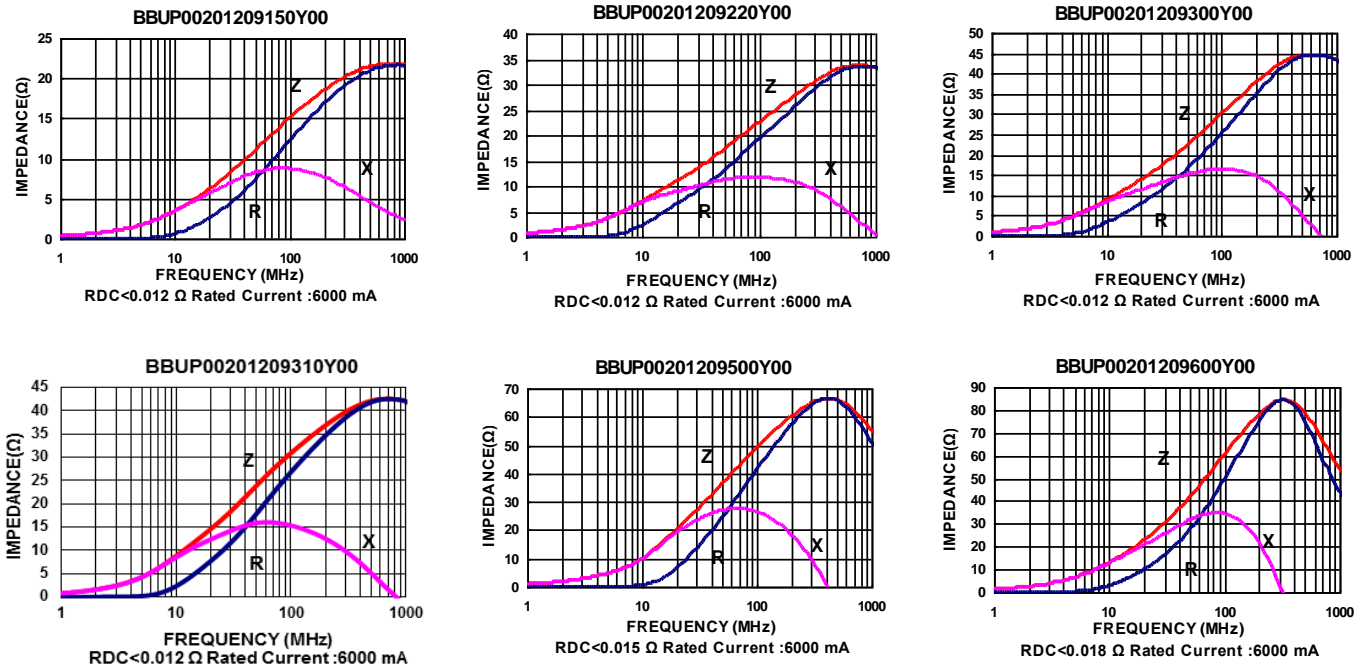 BBUP00201209150Y00
IMPEDANCE(Ω)
25
20
15
10
5
0
Z
X
R
1 10 100 1000
FREQUENCY (MHz)
RDC<0.012 Ω Rated Current :6000 mA
BBUP00201209220Y00
IMPEDANCE(Ω)
40
35
30
25
20
15
10
5
0
Z
X
R
1 10 100 1000
FREQUENCY (MHz)
RDC<0.012 Ω Rated Current :6000 mA
BBUP00201209300Y00
IMPEDANCE(Ω)
50
45
40
35
30
25
20
15
10
5
0
Z
X
R
1 10 100 1000
FREQUENCY (MHz)
RDC<0.012 Ω Rated Current :6000 mA
BBUP00201209310Y00
IMPEDANCE(Ω)
45
40
35
30
25
20
15
10
5
0
Z
X
R
1 10 100 1000
FREQUENCY (MHz)
RDC<0.012 Ω Rated Current :6000 mA
BBUP00201209500Y00
IMPEDANCE(Ω)
70
60
50
40
30
20
10
0
Z
X
R
1 10 100 1000
FREQUENCY (MHz)
RDC<0.015 Ω Rated Current :6000 mA
BBUP00201209600Y00
IMPEDANCE(Ω)
90
80
70
60
50
40
30
20
10
0
Z
X
R
1 10 100 1000
FREQUENCY (MHz)
RDC<0.018 Ω Rated Current :6000 mA